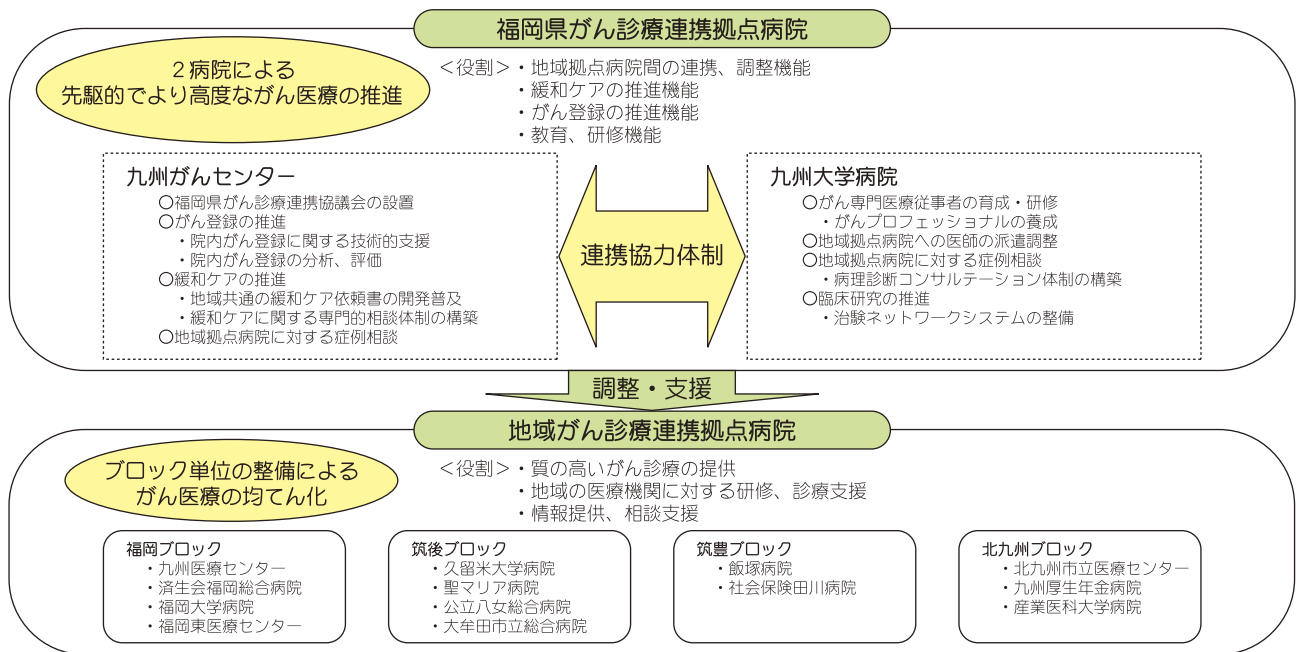 福岡県がん診療連携拠点病院
2病院による
先駆的でより高度ながん医療の推進
<役割>・地域拠点病院間の連携、調整機能
・緩和ケアの推進機能
・がん登録の推進機能
・教育、研修機能
九州がんセンター
○福岡県がん診療連携協議会の設置
○がん登録の推進
・院内がん登録に関する技術的支援
・院内がん登録の分析、評価
○緩和ケアの推進
・地域共通の緩和ケア依頼書の開発普及
・緩和ケアに関する専門的相談体制の構築
○地域拠点病院に対する症例相談
連携協力体制
九州大学病院
○がん専門医療従事者の育成・研修
・がんプロフェッショナルの養成
○地域拠点病院への医師の派遣調整
○地域拠点病院に対する症例相談
・病理診断コンサルテーション体制の構築
○臨床研究の推進
・治験ネットワークシステムの整備
調整・支援
地域がん診療連携拠点病院
ブロック単位の整備による
がん医療の均てん化
<役割>・質の高いがん診療の提供
・地域の医療機関に対する研修、診療支援
・情報提供、相談支援
福岡ブロック
・九州医療センター
・済生会福岡総合病院
・福岡大学病院
・福岡東医療センター
筑後ブロック
・久留米大学病院
・聖マリア病院
・公立八女総合病院
・大牟田市立総合病院
筑豊ブロック
・飯塚病院
・社会保険田川病院
北九州ブロック
・北九州市立医療センター
・九州厚生年金病院
・産業医科大学病院